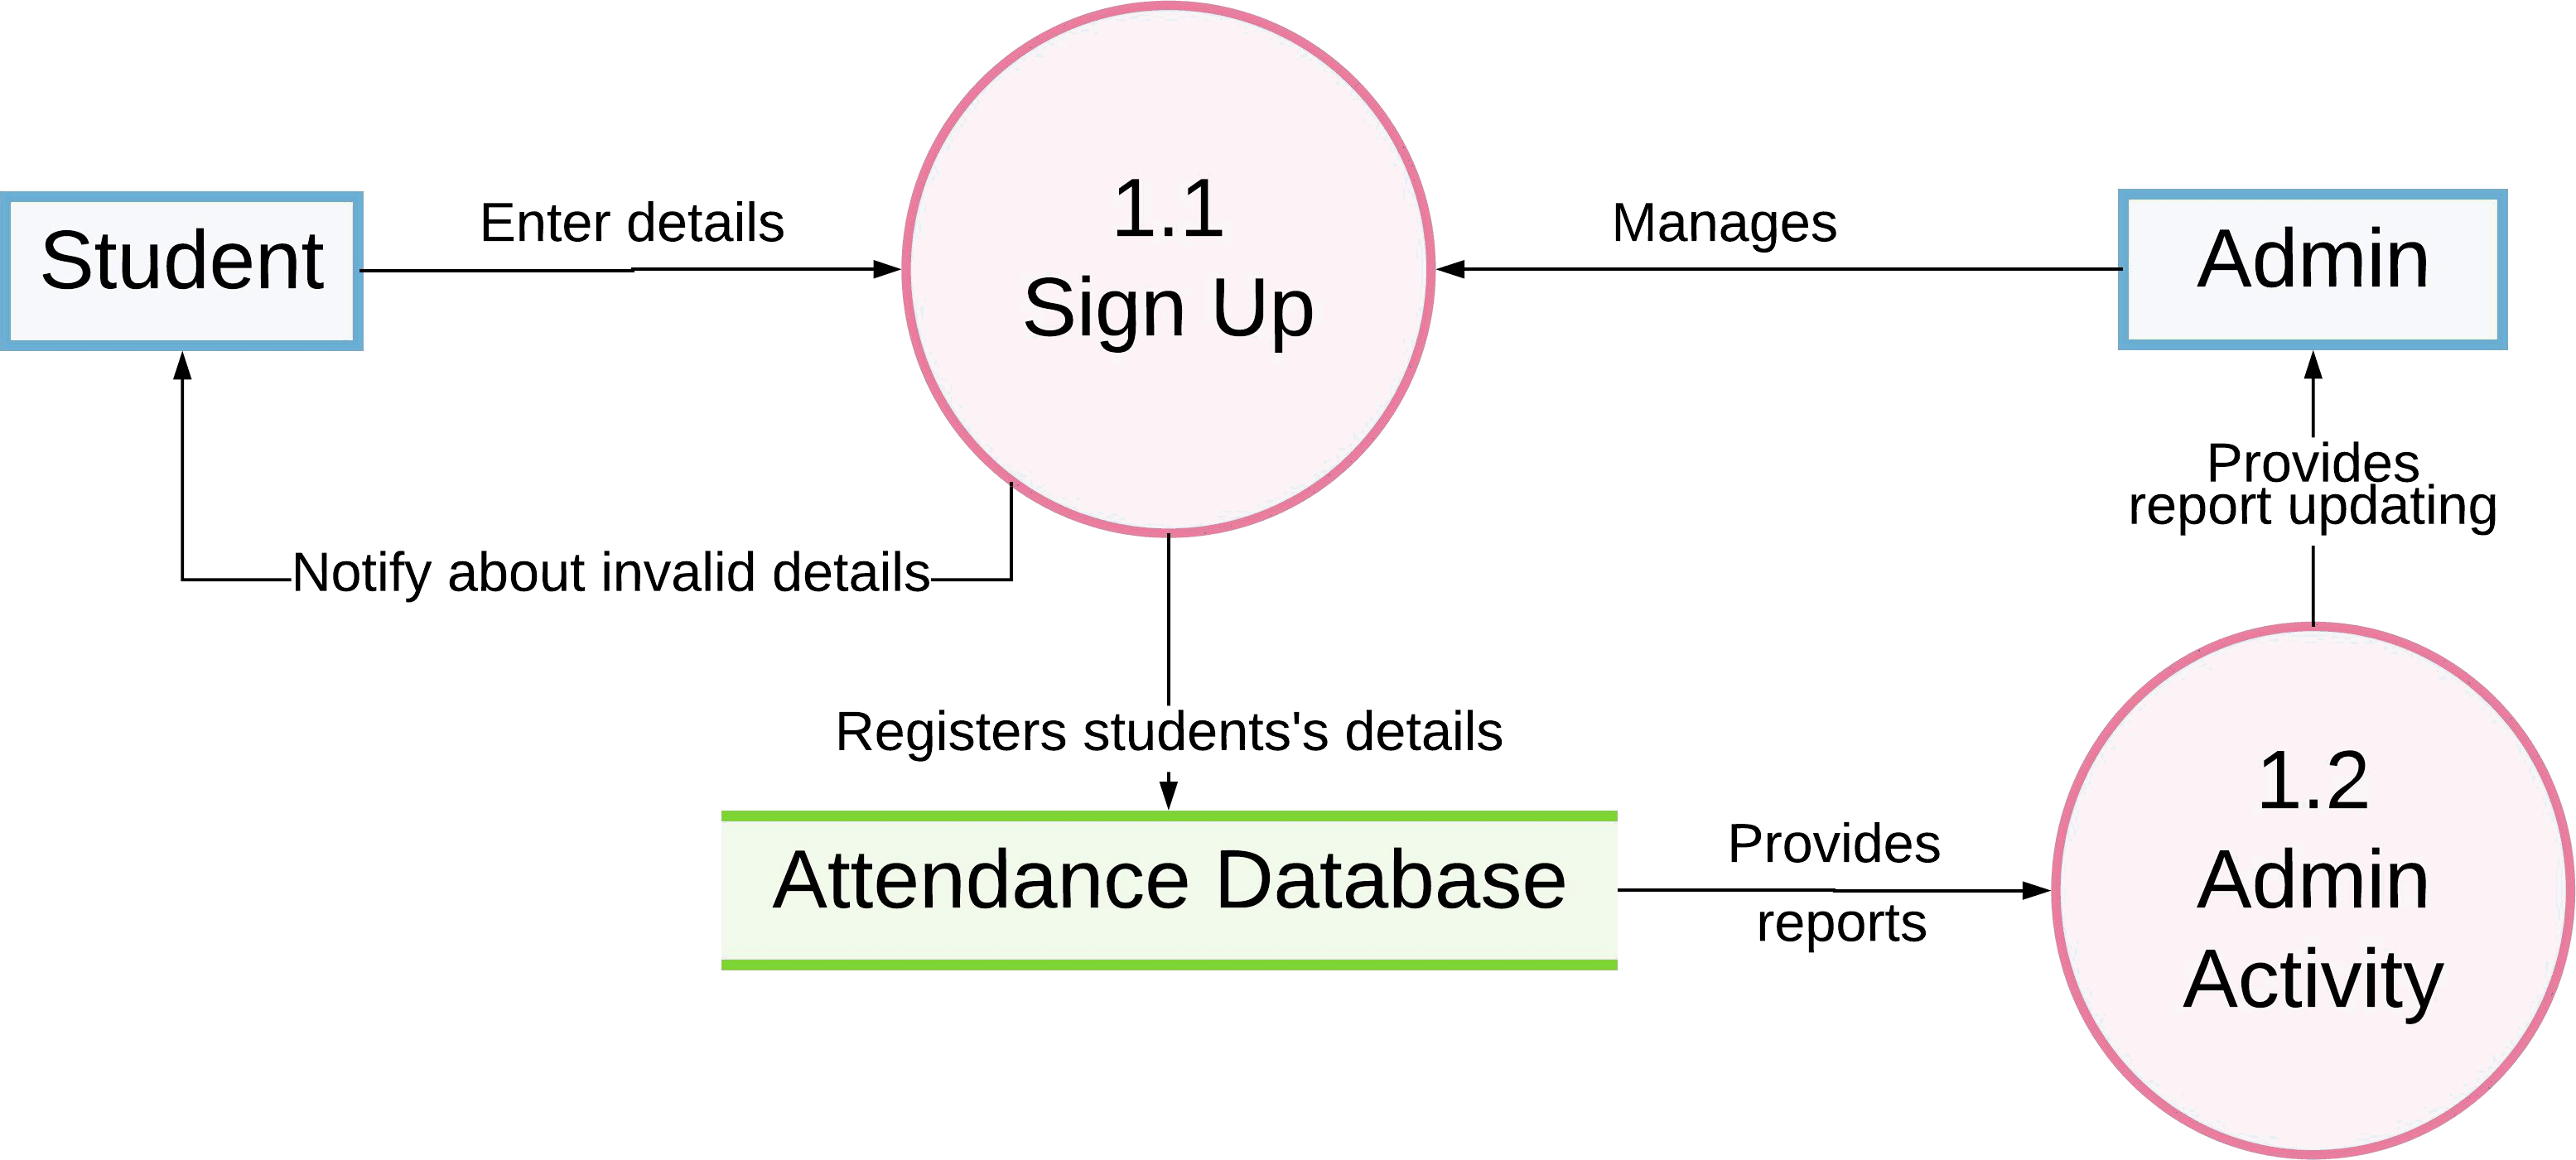 Student
Enter details
1.1
Sign Up
Manages
Admin
Notify about invalid details
Provides
report updating
Registers students's details
Attendance Database
Provides
reports
1.2
Admin
Activity